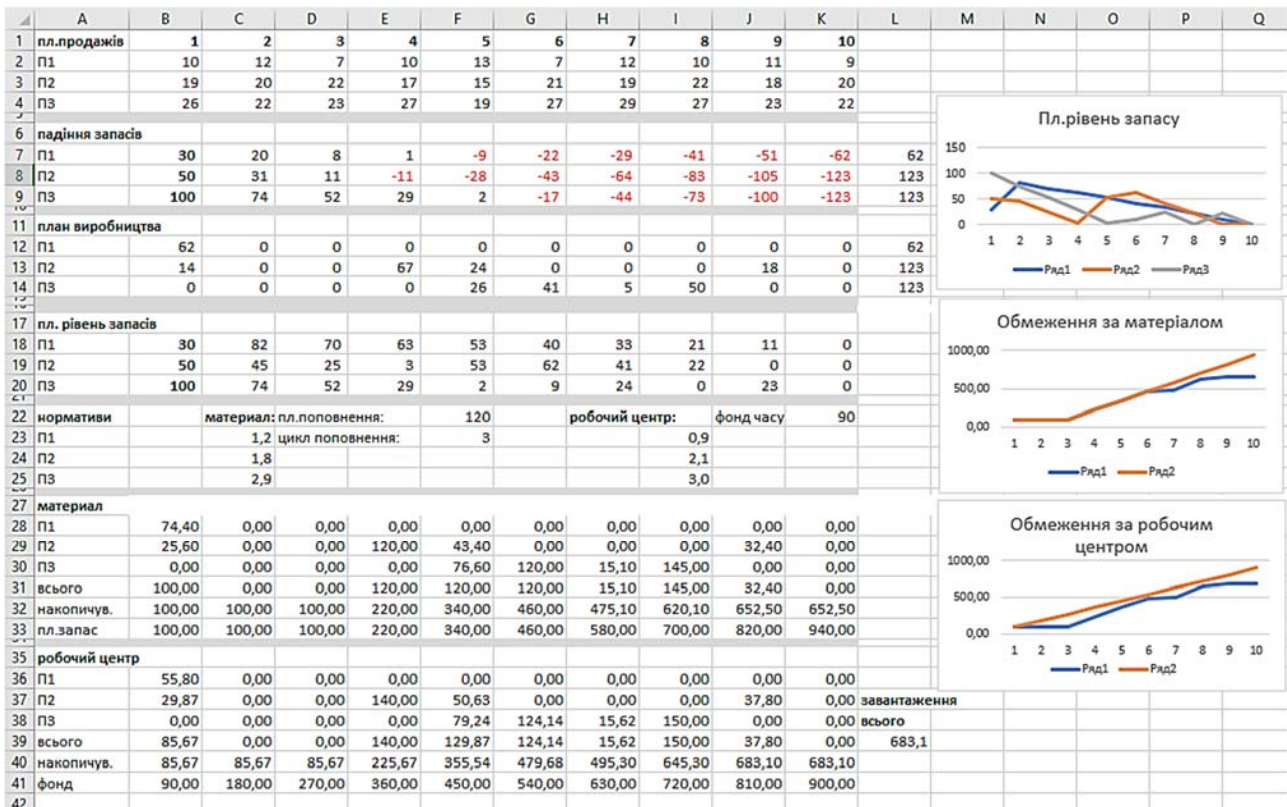 A B C D E F G H I J K L M N O P Q
1 пл.продажів 1 2 3 4 5 6 7 8 9 10
2 П1 10 12 7 10 13 7 12 10 11 9
3 П2 19 20 22 17 15 21 19 22 18 20
4 П3 26 22 23 27 19 27 29 27 23 22
6 падіння запасів
7 П1 30 20 8 1 -9 -22 -29 -41 -51 -62 62
8 П2 50 31 11 -11 -28 -43 -64 -83 -105 -123 123
9 П3 100 74 52 29 2 -17 -44 -73 -100 -123 123
11 план виробництва
12 П1 62 0 0 0 0 0 0 0 0 0 62
13 П2 14 0 0 67 24 0 0 0 18 0 123
14 П3 0 0 0 0 26 41 5 50 0 0 123
17 пл. рівень запасів
18 П1 30 82 70 63 53 40 33 21 11 0
19 П2 50 45 25 3 53 62 41 22 0 0
20 П3 100 74 52 29 2 9 24 0 23 0
22 нормативи материал: пл.поповнення: 120 робочий центр: фонд часу 90
23 П1 1,2 цикл поповнення: 3 0,9
24 П2 1,8 2,1
25 П3 2,9 3,0
27 материал
28 П1 74,40 0,00 0,00 0,00 0,00 0,00 0,00 0,00 0,00 0,00
29 П2 25,60 0,00 0,00 120,00 43,40 0,00 0,00 0,00 32,40 0,00
30 П3 0,00 0,00 0,00 0,00 76,60 120,00 15,10 145,00 0,00 0,00
31 всього 100,00 0,00 0,00 120,00 120,00 120,00 15,10 145,00 32,40 0,00
32 накопичув. 100,00 100,00 100,00 220,00 340,00 460,00 475,10 620,10 652,50 652,50
33 пл.запас 100,00 100,00 100,00 220,00 340,00 460,00 580,00 700,00 820,00 940,00
35 робочий центр
36 П1 55,80 0,00 0,00 0,00 0,00 0,00 0,00 0,00 0,00 0,00
37 П2 29,87 0,00 0,00 140,00 50,63 0,00 0,00 0,00 37,80 0,00 завантаження
38 П3 0,00 0,00 0,00 0,00 79,24 124,14 15,62 150,00 0,00 0,00 всього
39 всього 85,67 0,00 0,00 140,00 129,87 124,14 15,62 150,00 37,80 0,00 683,1
40 накопичув. 85,67 85,67 85,67 225,67 355,54 479,68 495,30 645,30 683,10 683,10
41 фонд 90,00 180,00 270,00 360,00 450,00 540,00 630,00 720,00 810,00 900,00
42
Пл.рівень запасу
150
100
50
0
1 2 3 4 5 6 7 8 9 10
Ряд1 Ряд2 Ряд3
Обмеження за матеріалом
1000,00
500,00
0,00
1 2 3 4 5 6 7 8 9 10
Ряд1 Ряд2
Обмеження за робочим
центром
1000,00
500,00
0,00
1 2 3 4 5 6 7 8 9 10
Ряд1 Ряд2